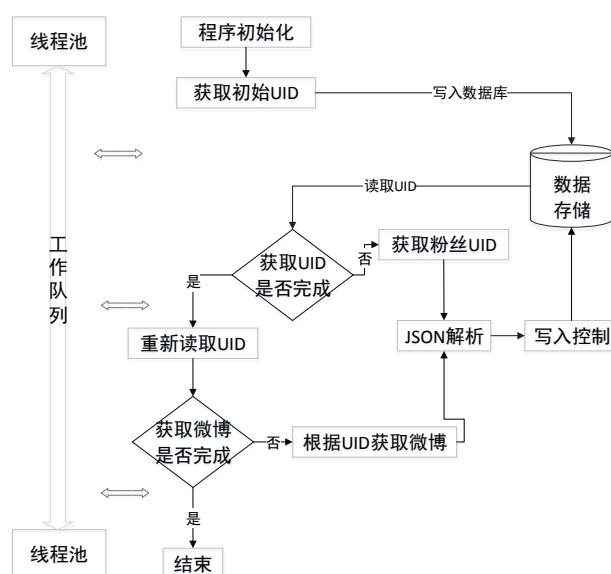 线程池
程序初始化
获取初始UID
写入数据库
数据
存储
读取UID
工
作
队
列
获取UID
是否完成
否
获取粉丝UID
是
重新读取UID
JSON解析
写入控制
获取微博
是否完成
否
根据UID获取微博
是
线程池
结束